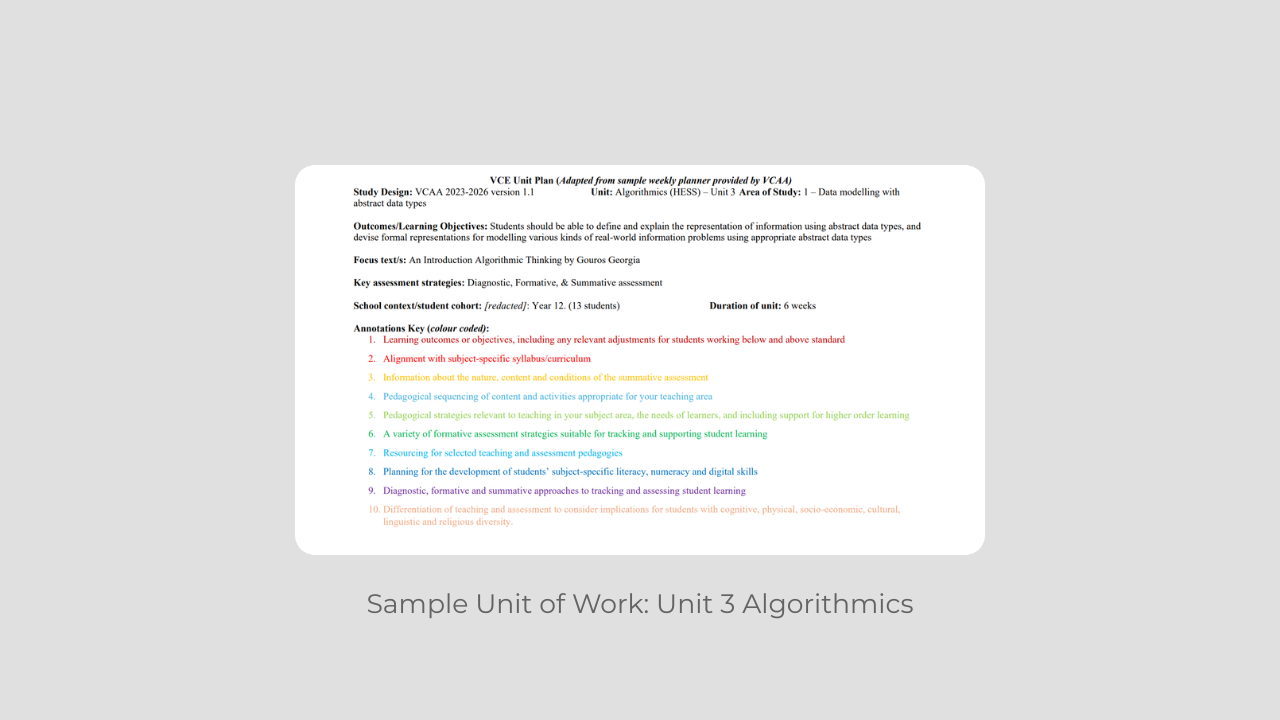 VCE Unit Plan (Adapted from sample weekly planner provided by VCAA)
Study Design: VCAA 2023-2026 version 1.1 Unit: Algorithmics (HESS) – Unit 3 Area of Study: 1 – Data modelling with
abstract data types
Outcomes/Learning Objectives: Students should be able to define and explain the representation of information using abstract data types, and
devise formal representations for modelling various kinds of real-world information problems using appropriate abstract data types
Focus text/s: An Introduction Algorithmic Thinking by Gouros Georgia
Key assessment strategies: Diagnostic, Formative, & Summative assessment
School context/student cohort: [redacted]: Year 12. (13 students) Duration of unit: 6 weeks
Annotations Key (colour coded):
1. Learning outcomes or objectives, including any relevant adjustments for students working below and above standard
2. Alignment with subject-specific syllabus/curriculum
3. Information about the nature, content and conditions of the summative assessment
4. Pedagogical sequencing of content and activities appropriate for your teaching area
5. Pedagogical strategies relevant to teaching in your subject area, the needs of learners, and including support for higher order learning
6. A variety of formative assessment strategies suitable for tracking and supporting student learning
7. Resourcing for selected teaching and assessment pedagogies
8. Planning for the development of students' subject-specific literacy, numeracy and digital skills
9. Diagnostic, formative and summative approaches to tracking and assessing student learning
10. Differentiation of teaching and assessment to consider implications for students with cognitive, physical, socio-economic, cultural,
linguistic and religious diversity.
Sample Unit of Work: Unit 3 Algorithmics